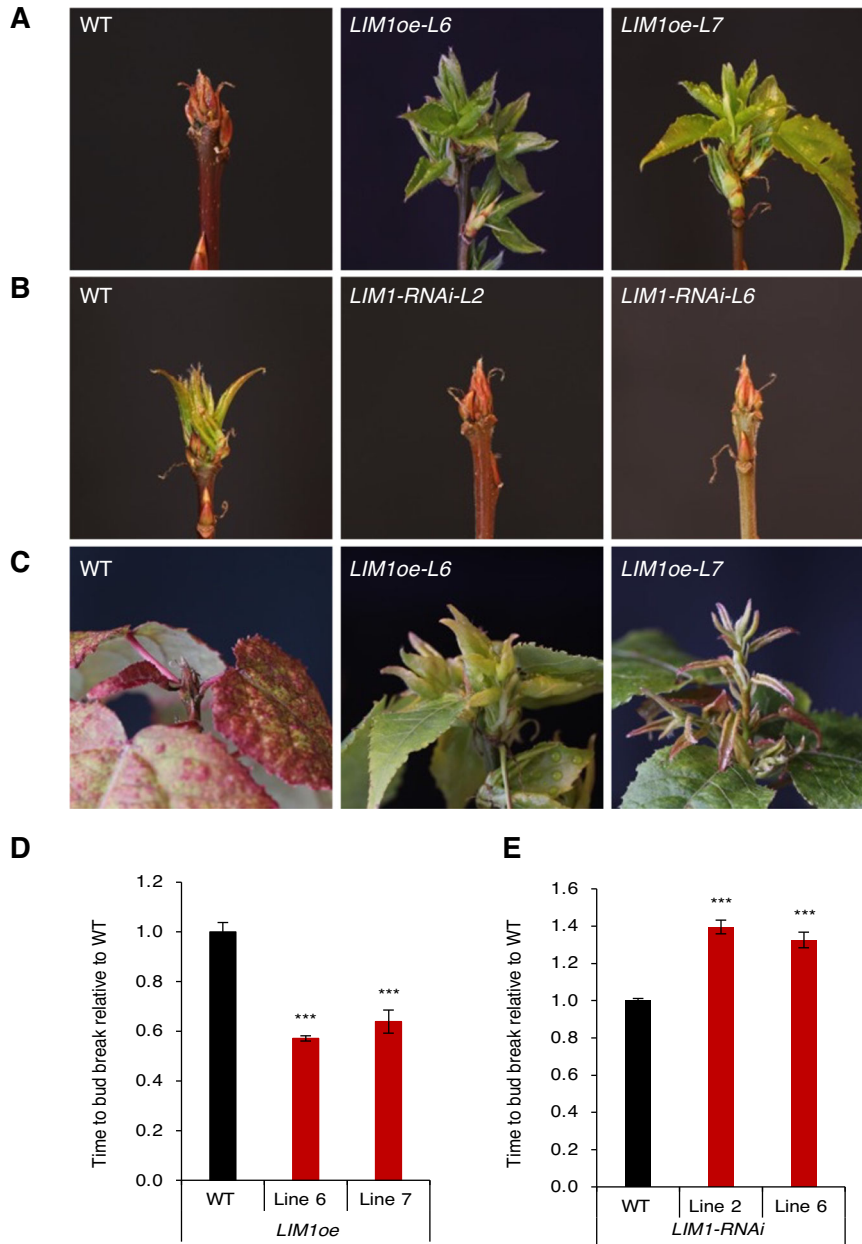 A
WT
LIM1oe-L6
LIM1oe-L7
B
WT
LIM1-RNAi-L2
LIM1-RNAi-L6
C
WT
LIM1oe-L6
LIM1oe-L7
D
Time to bud break relative to WT
1.2
1.0
0.8
0.6
0.4
0.2
0.0
***
***
WT
Line 6
Line 7
LIM1oe
E
Time to bud break relative to WT
1.6
1.4
1.2
1.0
0.8
0.6
0.4
0.2
0.0
***
***
WT
Line 2
Line 6
LIM1-RNAi